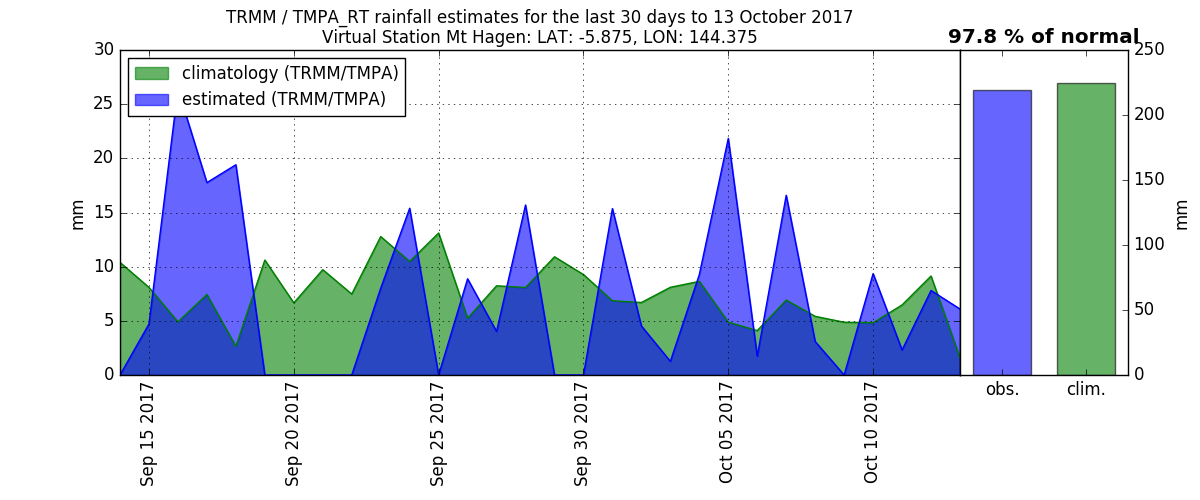 TRMM / TMPA_RT rainfall estimates for the last 30 days to 13 October 2017
Virtual Station Mt Hagen: LAT: -5.875, LON: 144.375
97.8 % of normal
climatology (TRMM/TMPA)
estimated (TRMM/TMPA)
30
25
20
15
10
5
0
mm
Sep 15 2017
Sep 20 2017
Sep 25 2017
Sep 30 2017
Oct 05 2017
Oct 10 2017
250
200
150
100
50
0
mm
obs.
clim.